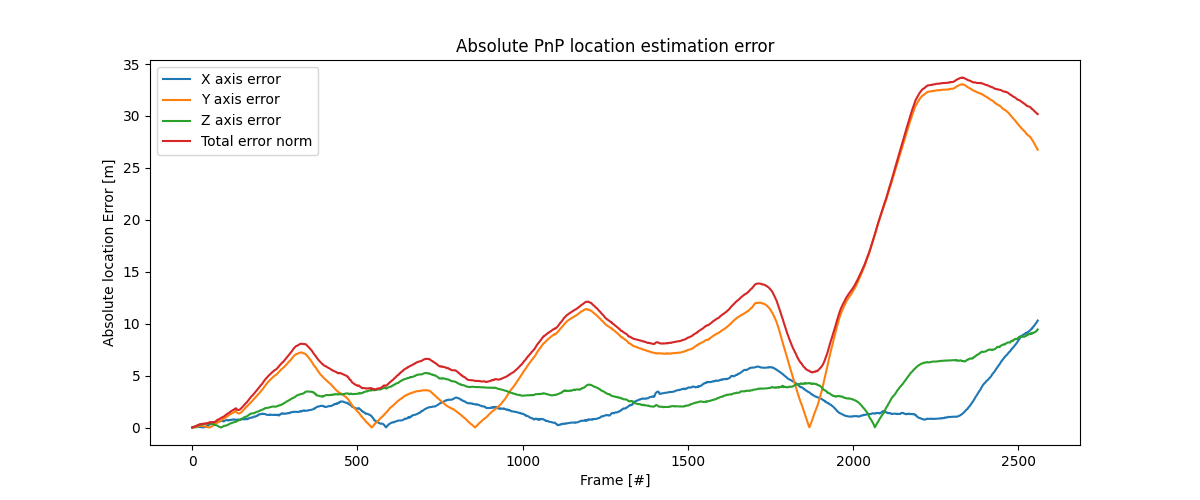 Absolute PnP location estimation error
Absolute location Error [m]
35
30
25
20
15
10
5
0
X axis error
Y axis error
Z axis error
Total error norm
0
500
1000
1500
2000
2500
Frame [#]